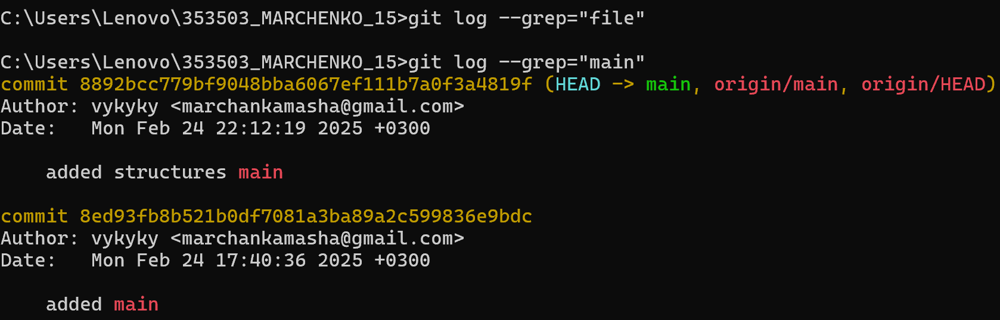 C:\Users\Lenovo\353503_MARCHENKO_15>git log --grep="file"
C:\Users\Lenovo\353503_MARCHENKO_15>git log --grep="main"
commit 8892bcc779bf9048bba6067ef111b7a0f3a4819f (HEAD -> main, origin/main, origin/HEAD)
Author: vykyky <marchankamasha@gmail.com>
Date:   Mon Feb 24 22:12:19 2025 +0300
added structures main
commit 8ed93fb8b521b0df7081a3ba89a2c599836e9bdc
Author: vykyky <marchankamasha@gmail.com>
Date:   Mon Feb 24 17:40:36 2025 +0300
added main